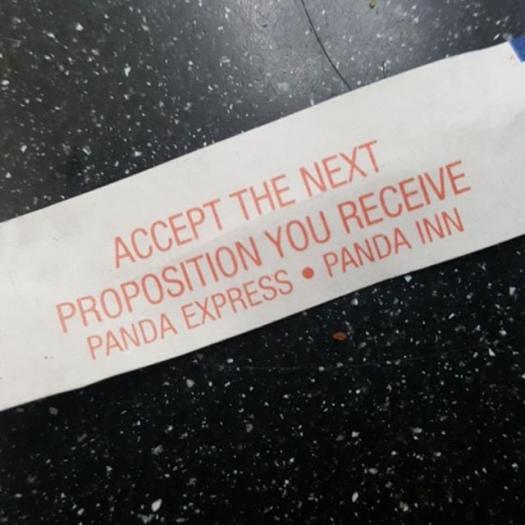 ACCEPT THE NEXT
PROPOSITION YOU RECEIVE
PANDA EXPRESS • PANDA INN